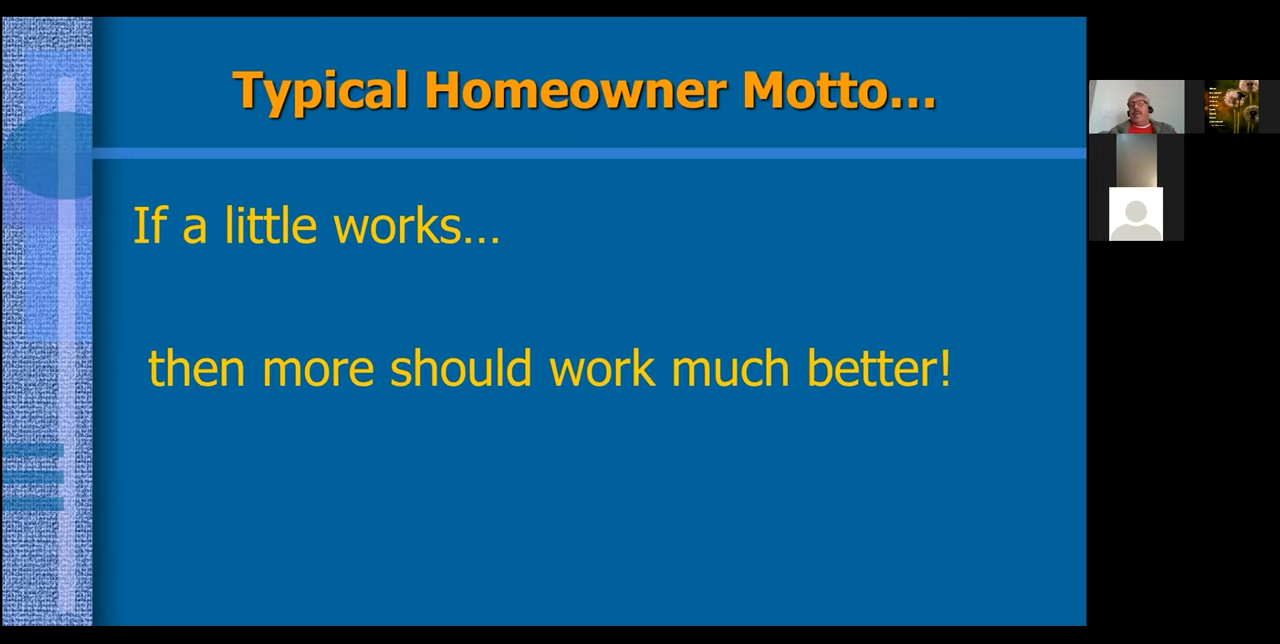 Typical Homeowner Motto...
If a little works...
then more should work much better!